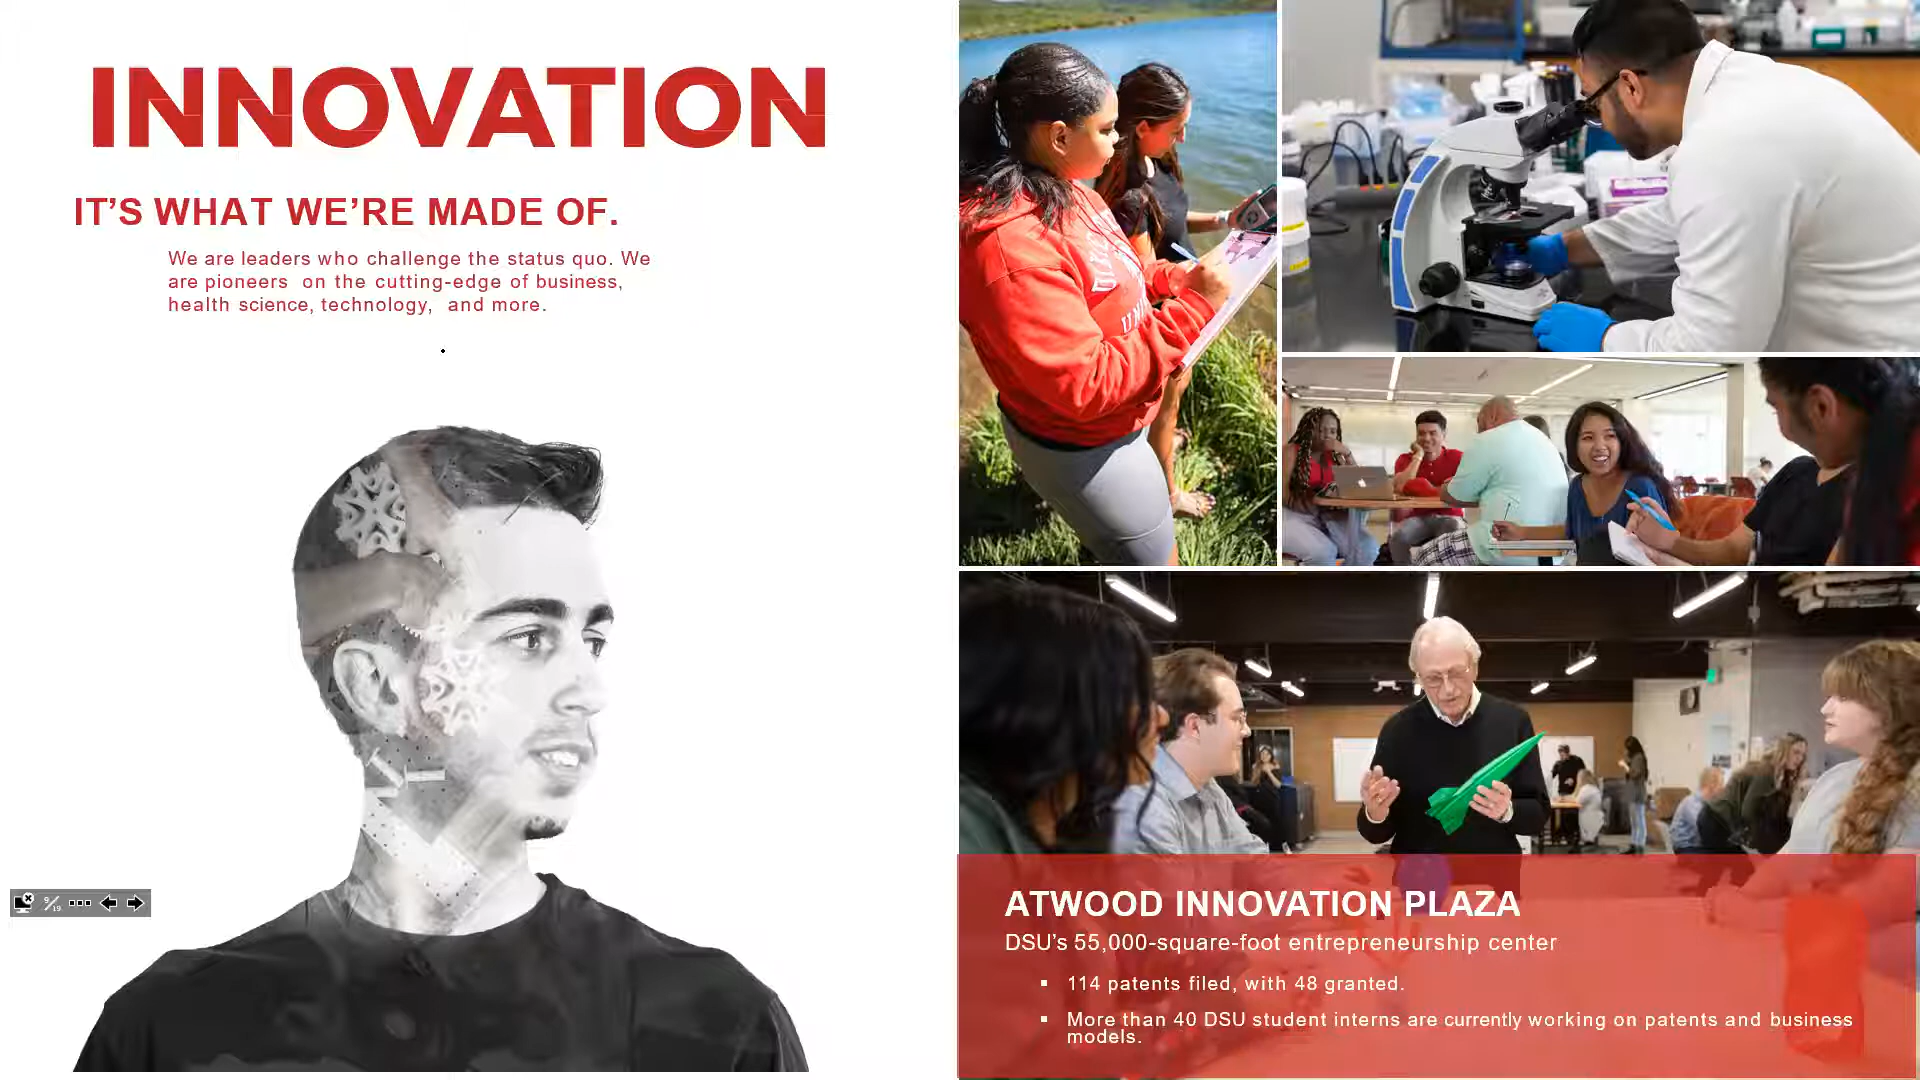 INNOVATION
IT’S WHAT WE’RE MADE OF.
We are leaders who challenge the status quo. We
are pioneers on the cutting-edge of business,
health science, technology, and more.
9/19
ATWOOD INNOVATION PLAZA
DSU’s 55,000-square-foot entrepreneurship center
▪ 114 patents filed, with 48 granted.
▪ More than 40 DSU student interns are currently working on patents and business
models.